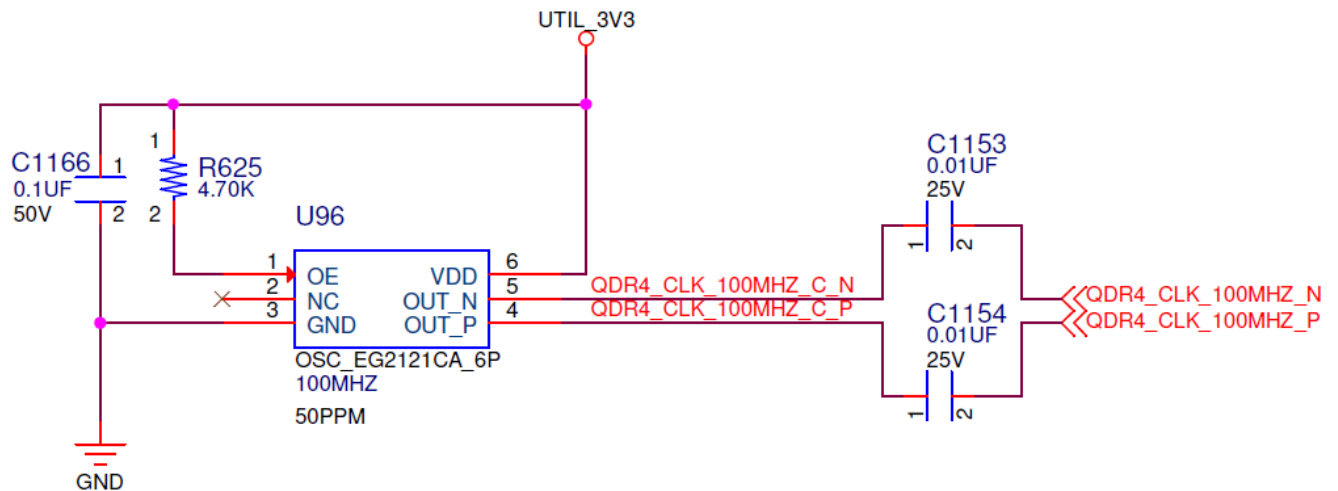 UTIL_3V3
C1166
0.1UF
50V
1
2
1
2
R625
4.70K
U96
1 OE VDD 6
2 NC OUT_N 5
3 GND OUT_P 4
OSC_EG2121CA_6P
100MHZ
50PPM
QDR4_CLK_100MHZ_C_N
QDR4_CLK_100MHZ_C_P
C1153
0.01UF
25V
1 2
C1154
0.01UF
25V
1 2
QDR4_CLK_100MHZ_N
QDR4_CLK_100MHZ_P
GND